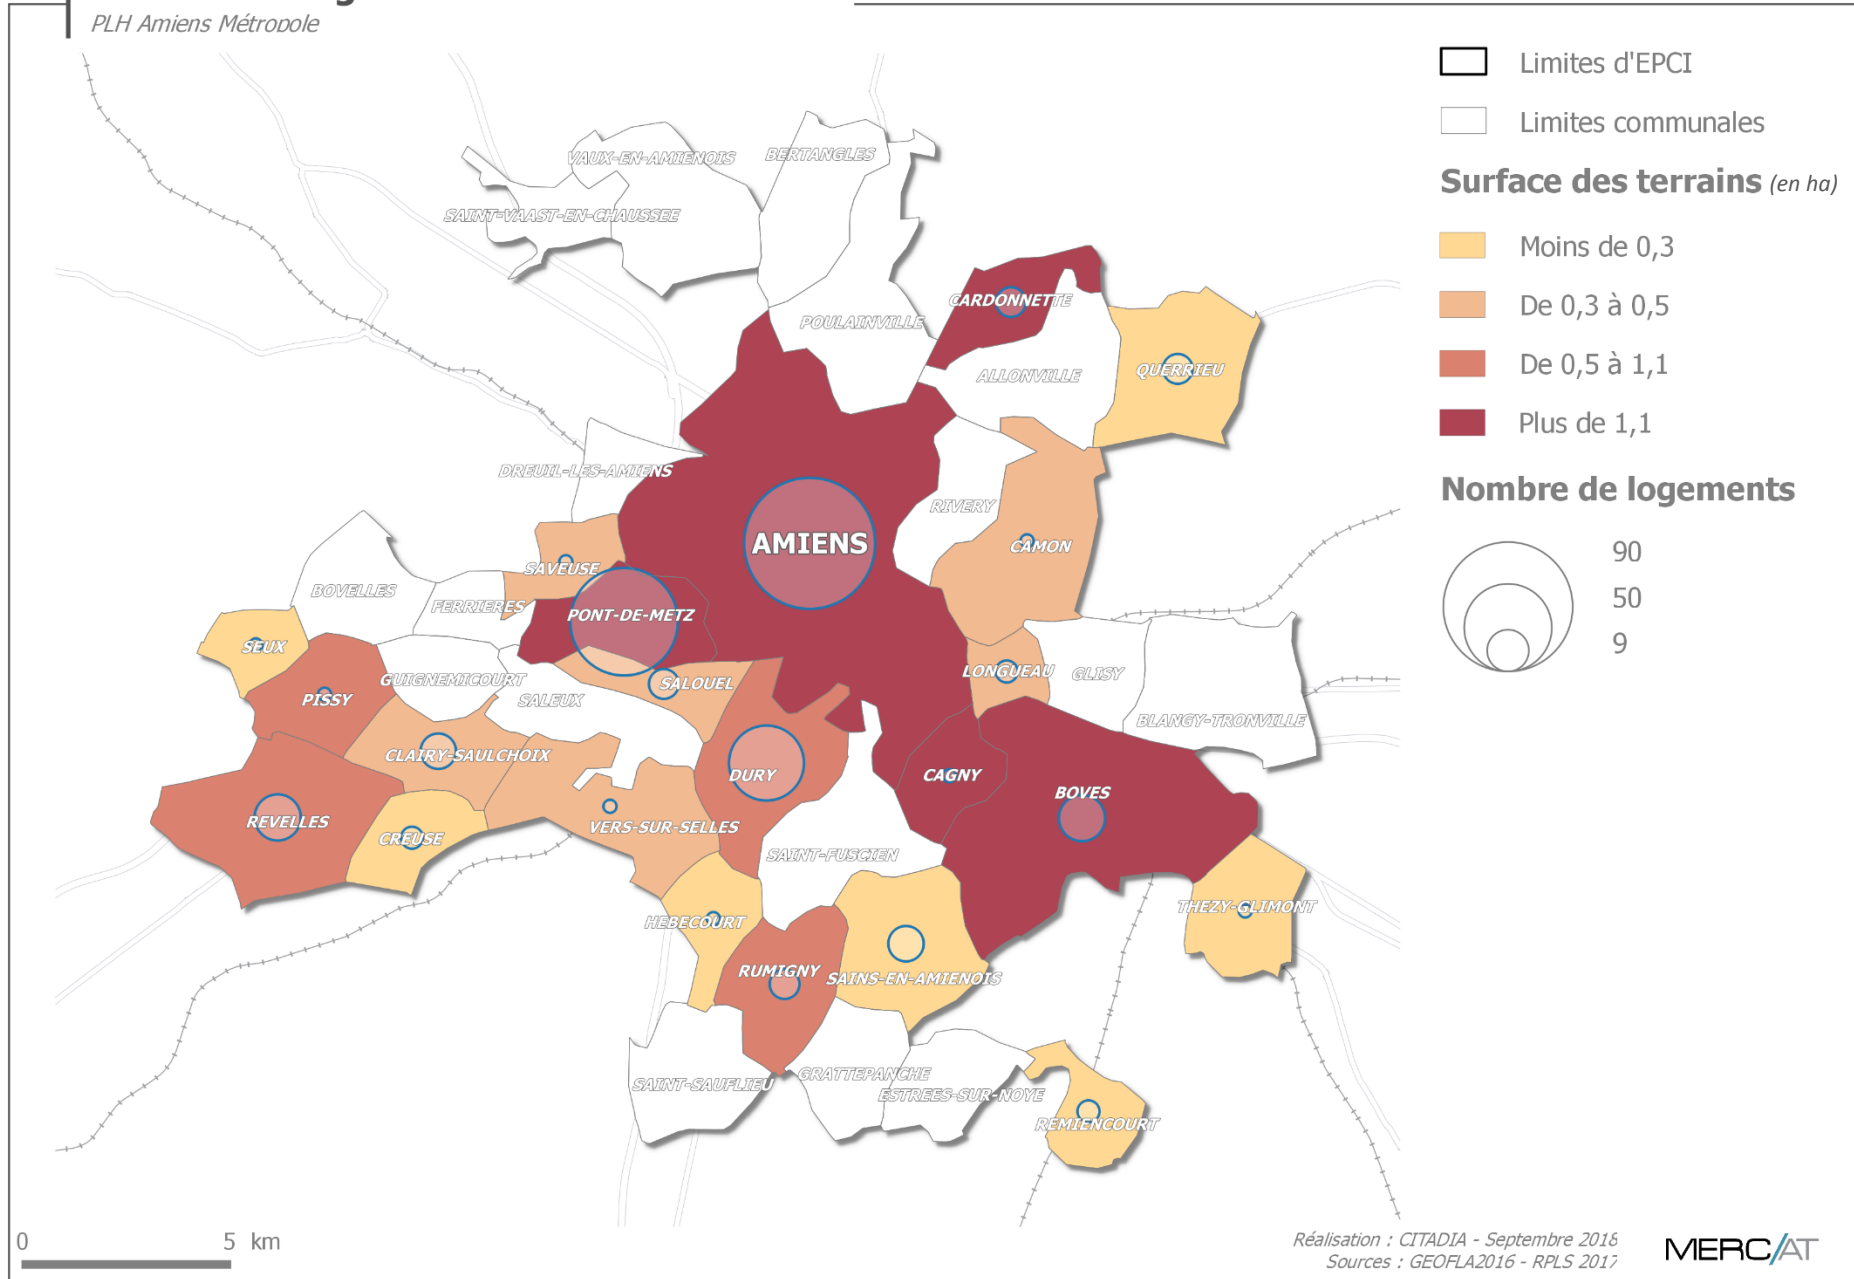 PLH Amiens Métropole
Limites d'EPCI
Limites communales
Surface des terrains (en ha)
Moins de 0,3
De 0,3 à 0,5
De 0,5 à 1,1
Plus de 1,1
Nombre de logements
90
50
9
VAUX-EN-AMIENOIS
BERTANGLES
SAINT-VAAST-EN-CHAUSSEE
CARDONNETTE
POULAINVILLE
QUERRIEU
ALLONVILLE
DREUIL-LES-AMIENS
RIVERY
AMIENS
CAMON
SAVEUSE
BOVELLES
FERRIERES
PONT-DE-METZ
SEUX
LONGUEAU
GLISY
GUIGNEMICOURT
SALOUEL
PISSY
SALEUX
BLANGY-TRONVILLE
CLAIRY-SAULCHOIX
DURY
CAGNY
BOVES
REVELLES
VERS-SUR-SELLES
CREUSE
SAINT-FUSCIEN
THEZY-GLIMONT
HEBECOURT
RUMIGNY
SAINS-EN-AMIENOIS
GRATTEPANCHE
SAINT-SAUFLIEU
ESTREES-SUR-NOYE
REMIENCOURT
0 5 km
Réalisation : CITADIA - Septembre 2018
Sources : GEOFLA2016 - RPLS 2017
MERC/AT